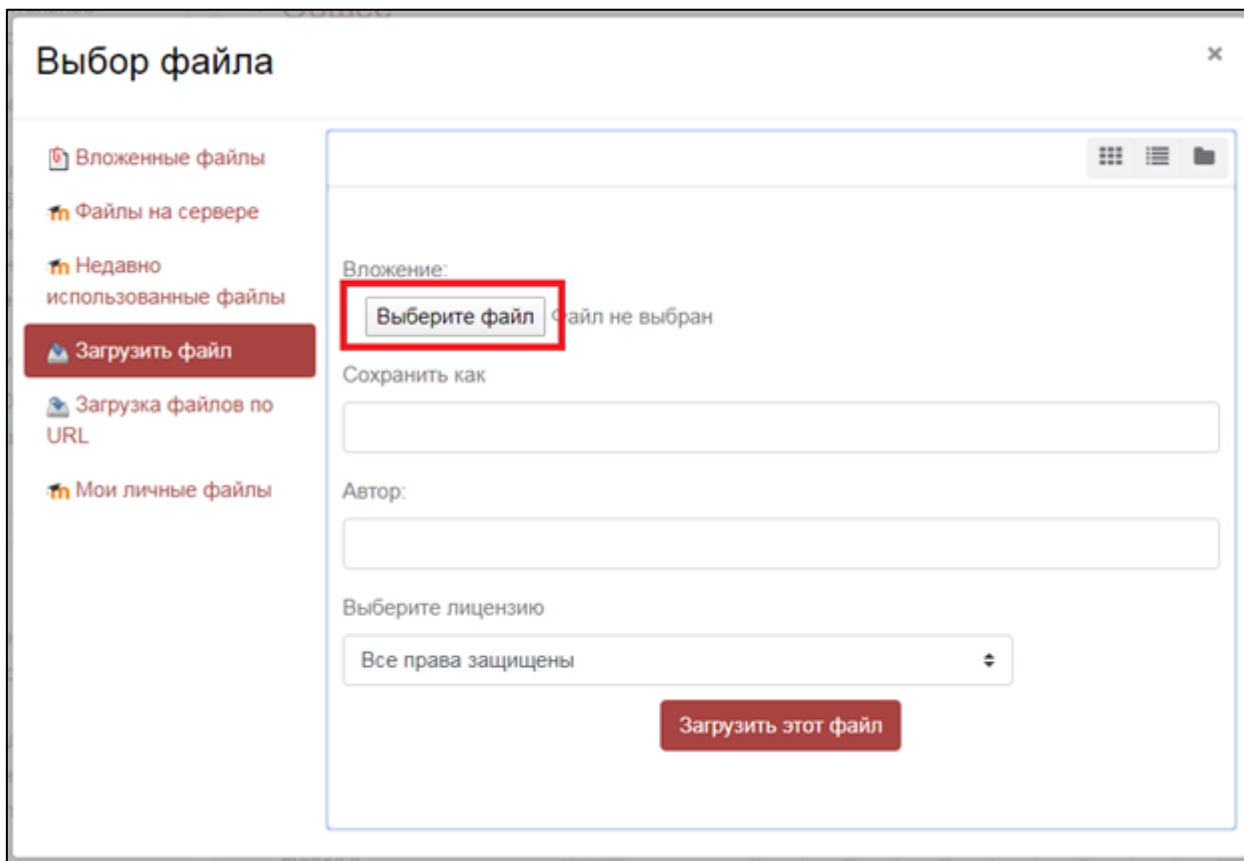 Выбор файла
×
Вложенные файлы
Файлы на сервере
Недавно
использованные файлы
Загрузить файл
Загрузка файлов по
URL
Мои личные файлы
Вложение:
Выберите файл Файл не выбран
Сохранить как
Автор:
Выберите лицензию
Все права защищены
Загрузить этот файл